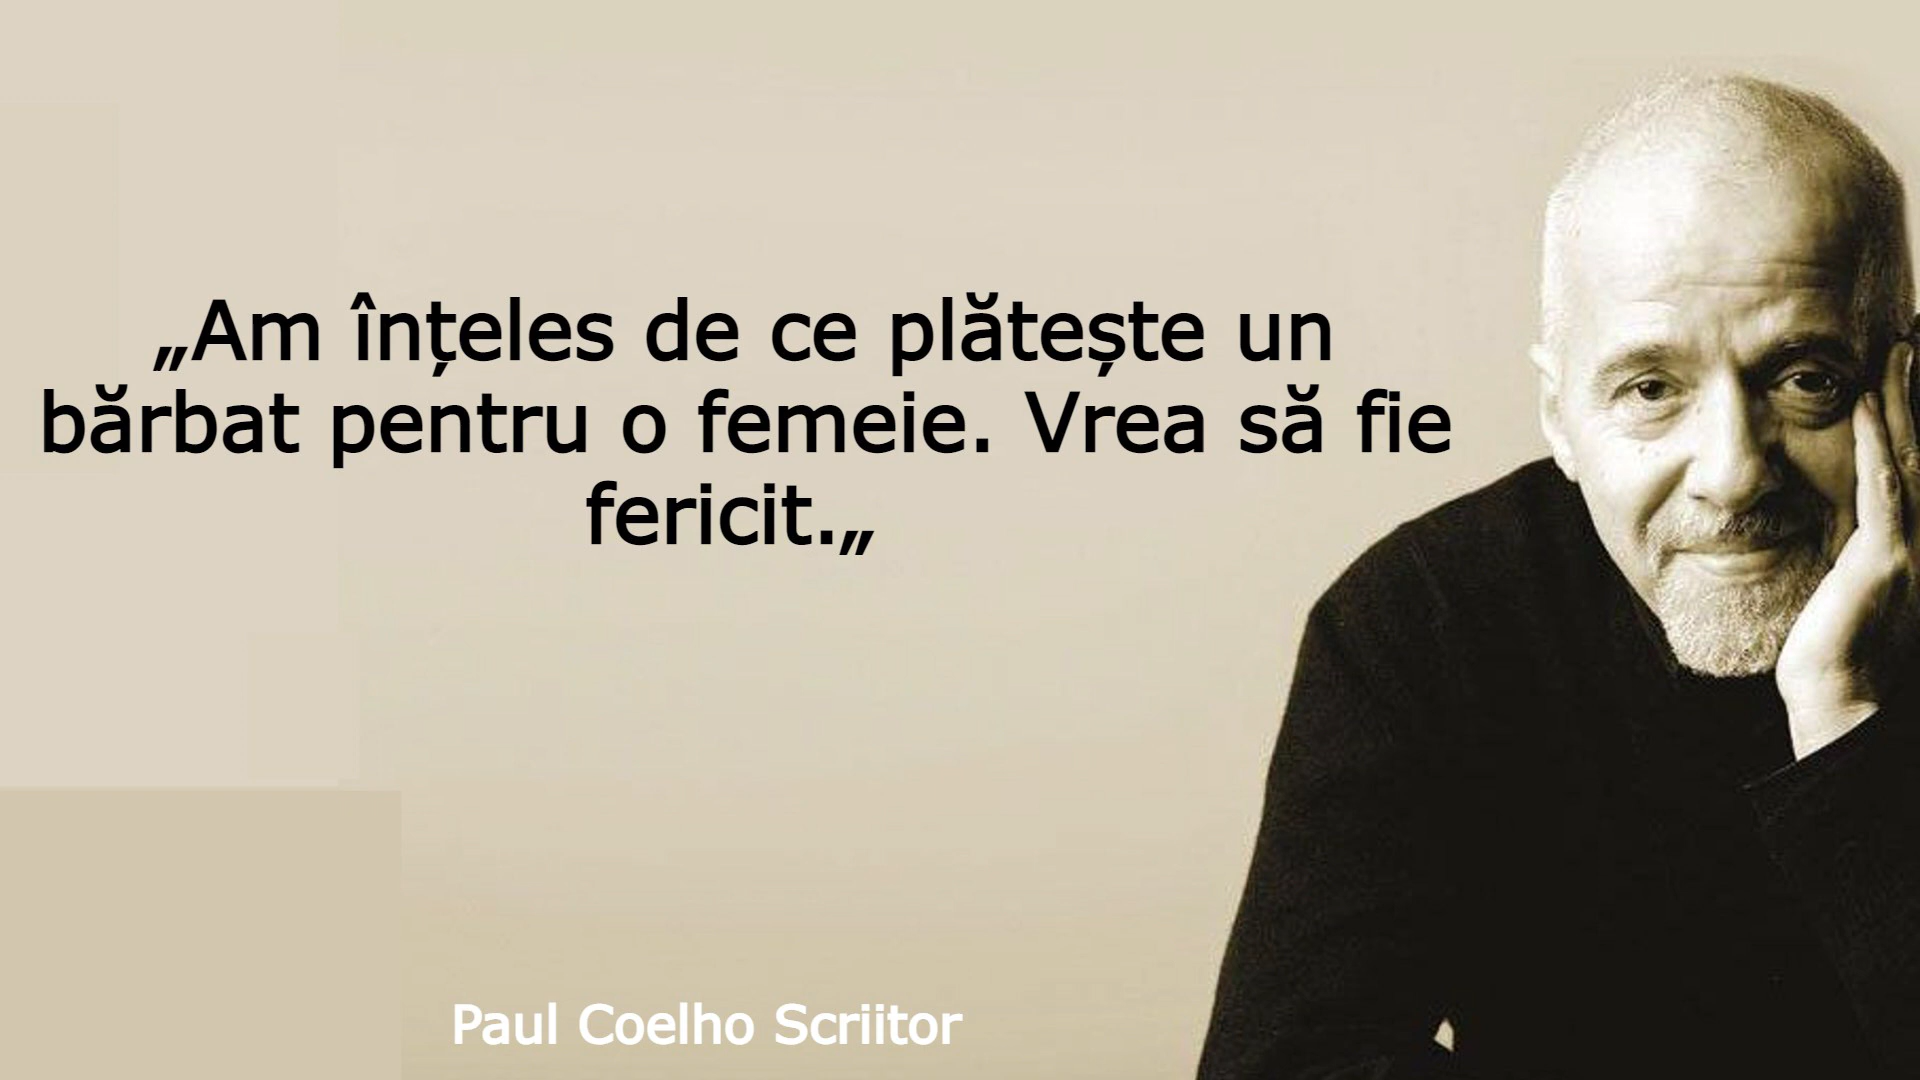 „Am înțeles de ce plătește un
bărbat pentru o femeie. Vrea să fie
fericit.„
Paul Coelho Scriitor